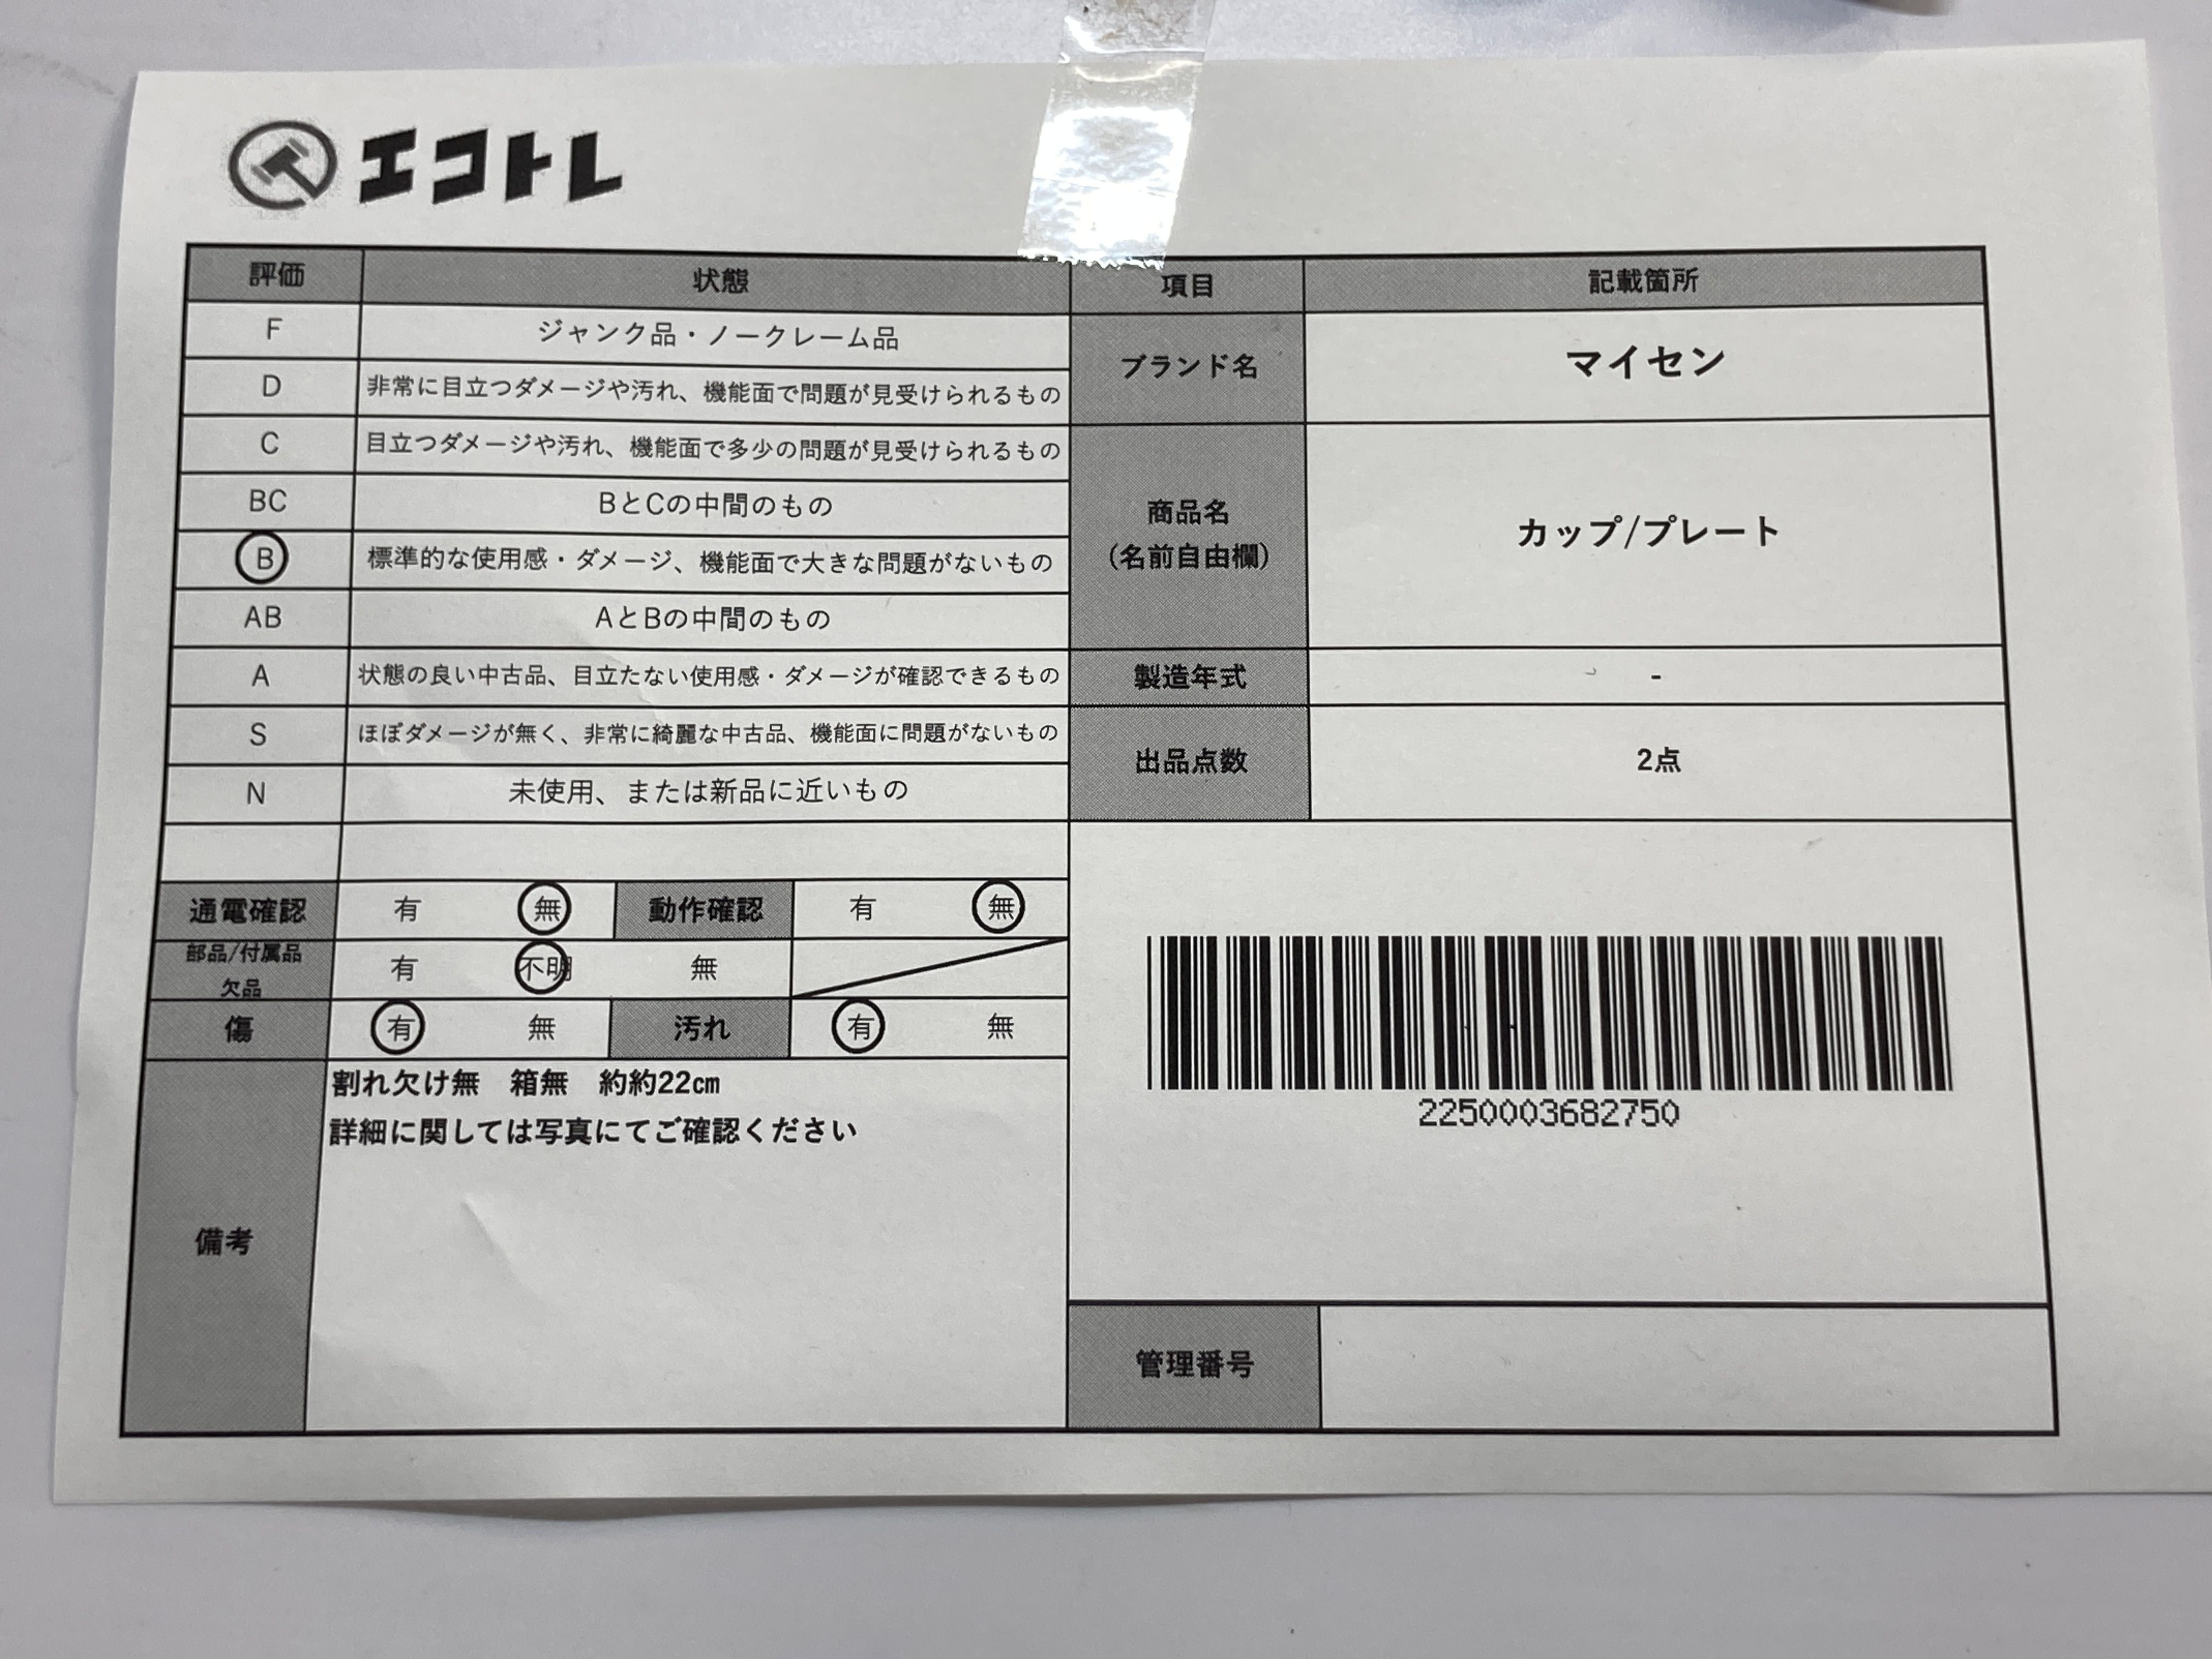 エコトレ
評価 状態
F ジャンク品・ノークレーム品
D 非常に目立つダメージや汚れ、機能面で問題が見受けられるもの
C 目立つダメージや汚れ、機能面で多少の問題が見受けられるもの
BC BとCの中間のもの
B 標準的な使用感・ダメージ、機能面で大きな問題がないもの
AB AとBの中間のもの
A 状態の良い中古品、目立たない使用感・ダメージが確認できるもの
S ほぼダメージが無く、非常に綺麗な中古品、機能面に問題がないもの
N 未使用、または新品に近いもの
通電確認 有 無 動作確認 有 無
部品/付属品
欠品 有 不明 無
傷 有 無 汚れ 有 無
備考
割れ欠け無 箱無 約約22㎝
詳細に関しては写真にてご確認ください
項目 記載箇所
ブランド名 マイセン
商品名
（名前自由欄） カップ/プレート
製造年式 -
出品点数 2点
2250003682750
管理番号